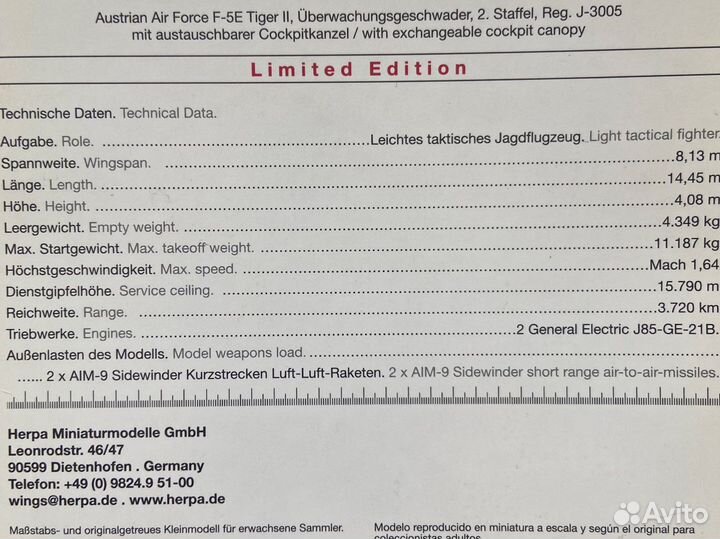 Austrian Air Force F-5E Tiger II, Überwachungsgeschwader, 2. Staffel, Reg. J-3005
mit austauschbarer Cockpitkanzel / with exchangeable cockpit canopy
Limited Edition
Technische Daten. Technical Data.
Aufgabe. Role. ........................................Leichtes taktisches Jagdflugzeug. Light tactical fighter.
Spannweite. Wingspan. ........................................8,13 m
Länge. Length. ........................................14,45 m
Höhe. Height. ........................................4,08 m
Leergewicht. Empty weight. ........................................4.349 kg
Max. Startgewicht. Max. takeoff weight. ........................................11.187 kg
Höchstgeschwindigkeit. Max. speed. ........................................Mach 1,64
Dienstgipfelhöhe. Service ceiling. ........................................15.790 m
Reichweite. Range. ........................................3.720 km
Triebwerke. Engines. ........................................2 General Electric J85-GE-21B.
Außenlasten des Modells. Model weapons load. ........................................
...... 2 x AIM-9 Sidewinder Kurzstrecken Luft-Luft-Raketen. 2 x AIM-9 Sidewinder short range air-to-air-missiles.
Herpa Miniaturmodelle GmbH
Leonrodstr. 46/47
90599 Dietenhofen . Germany
Telefon: +49 (0) 9824.9 51-00
wings@herpa.de . www.herpa.de
Maßstabs- und originalgetreues Kleinmodell für erwachsene Sammler.
Modelo reproducido en miniatura a escala y según el original para
coleccionistas adultos.
Avito